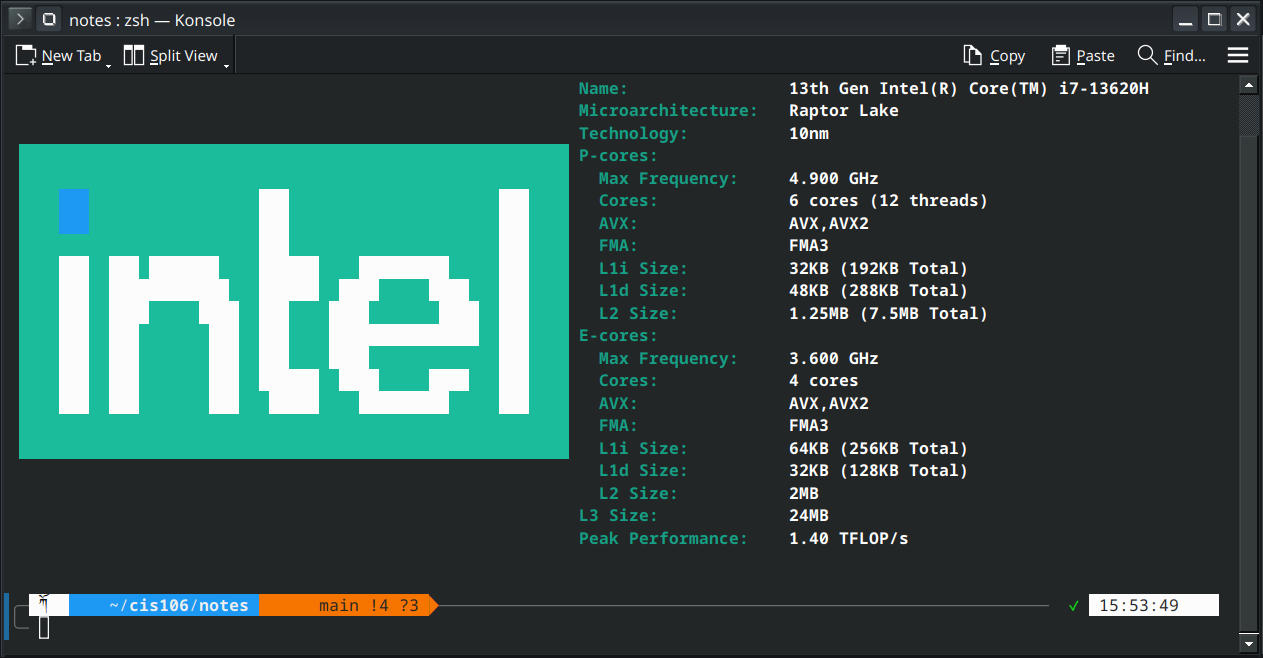 notes : zsh — Konsole
New Tab Split View Copy Paste Find...
intel
Name: 13th Gen Intel(R) Core(TM) i7-13620H
Microarchitecture: Raptor Lake
Technology: 10nm
P-cores:
Max Frequency: 4.900 GHz
Cores: 6 cores (12 threads)
AVX: AVX,AVX2
FMA: FMA3
L1i Size: 32KB (192KB Total)
L1d Size: 48KB (288KB Total)
L2 Size: 1.25MB (7.5MB Total)
E-cores:
Max Frequency: 3.600 GHz
Cores: 4 cores
AVX: AVX,AVX2
FMA: FMA3
L1i Size: 64KB (256KB Total)
L1d Size: 32KB (128KB Total)
L2 Size: 2MB
L3 Size: 24MB
Peak Performance: 1.40 TFLOP/s
~/cis106/notes main !4 ?3 ✓ 15:53:49